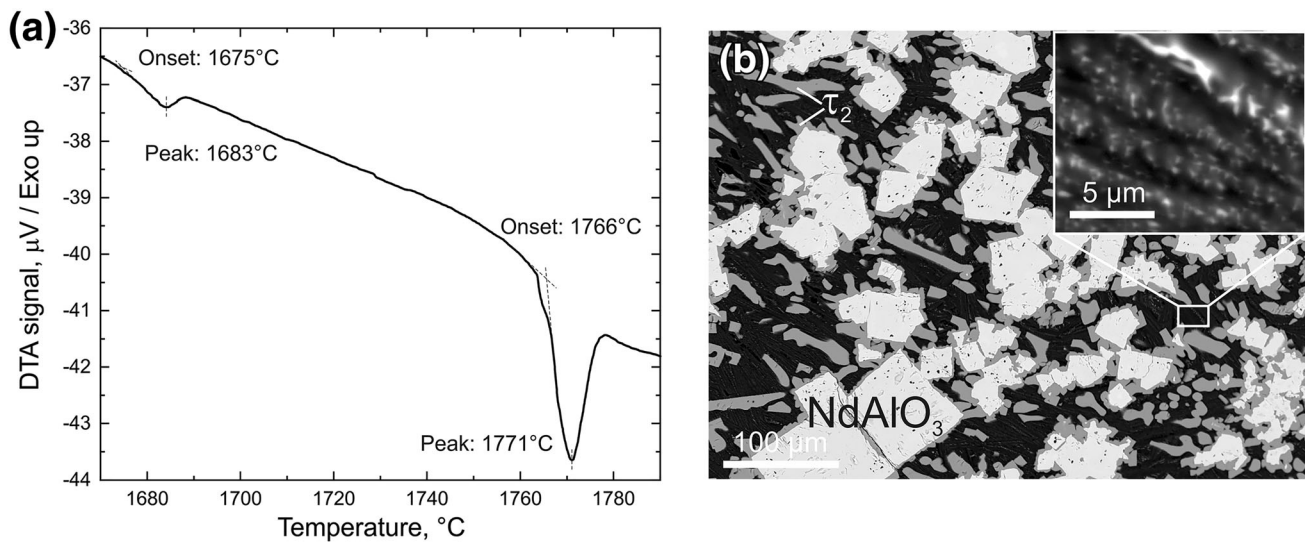 (a)
-36
-37
-38
-39
-40
-41
-42
-43
-44
DTA signal, µV / Exo up
Onset: 1675°C
Peak: 1683°C
Onset: 1766°C
Peak: 1771°C
1680
1700
1720
1740
1760
1780
Temperature, °C
(b)
τ2
5 µm
NdAlO3
100 µm